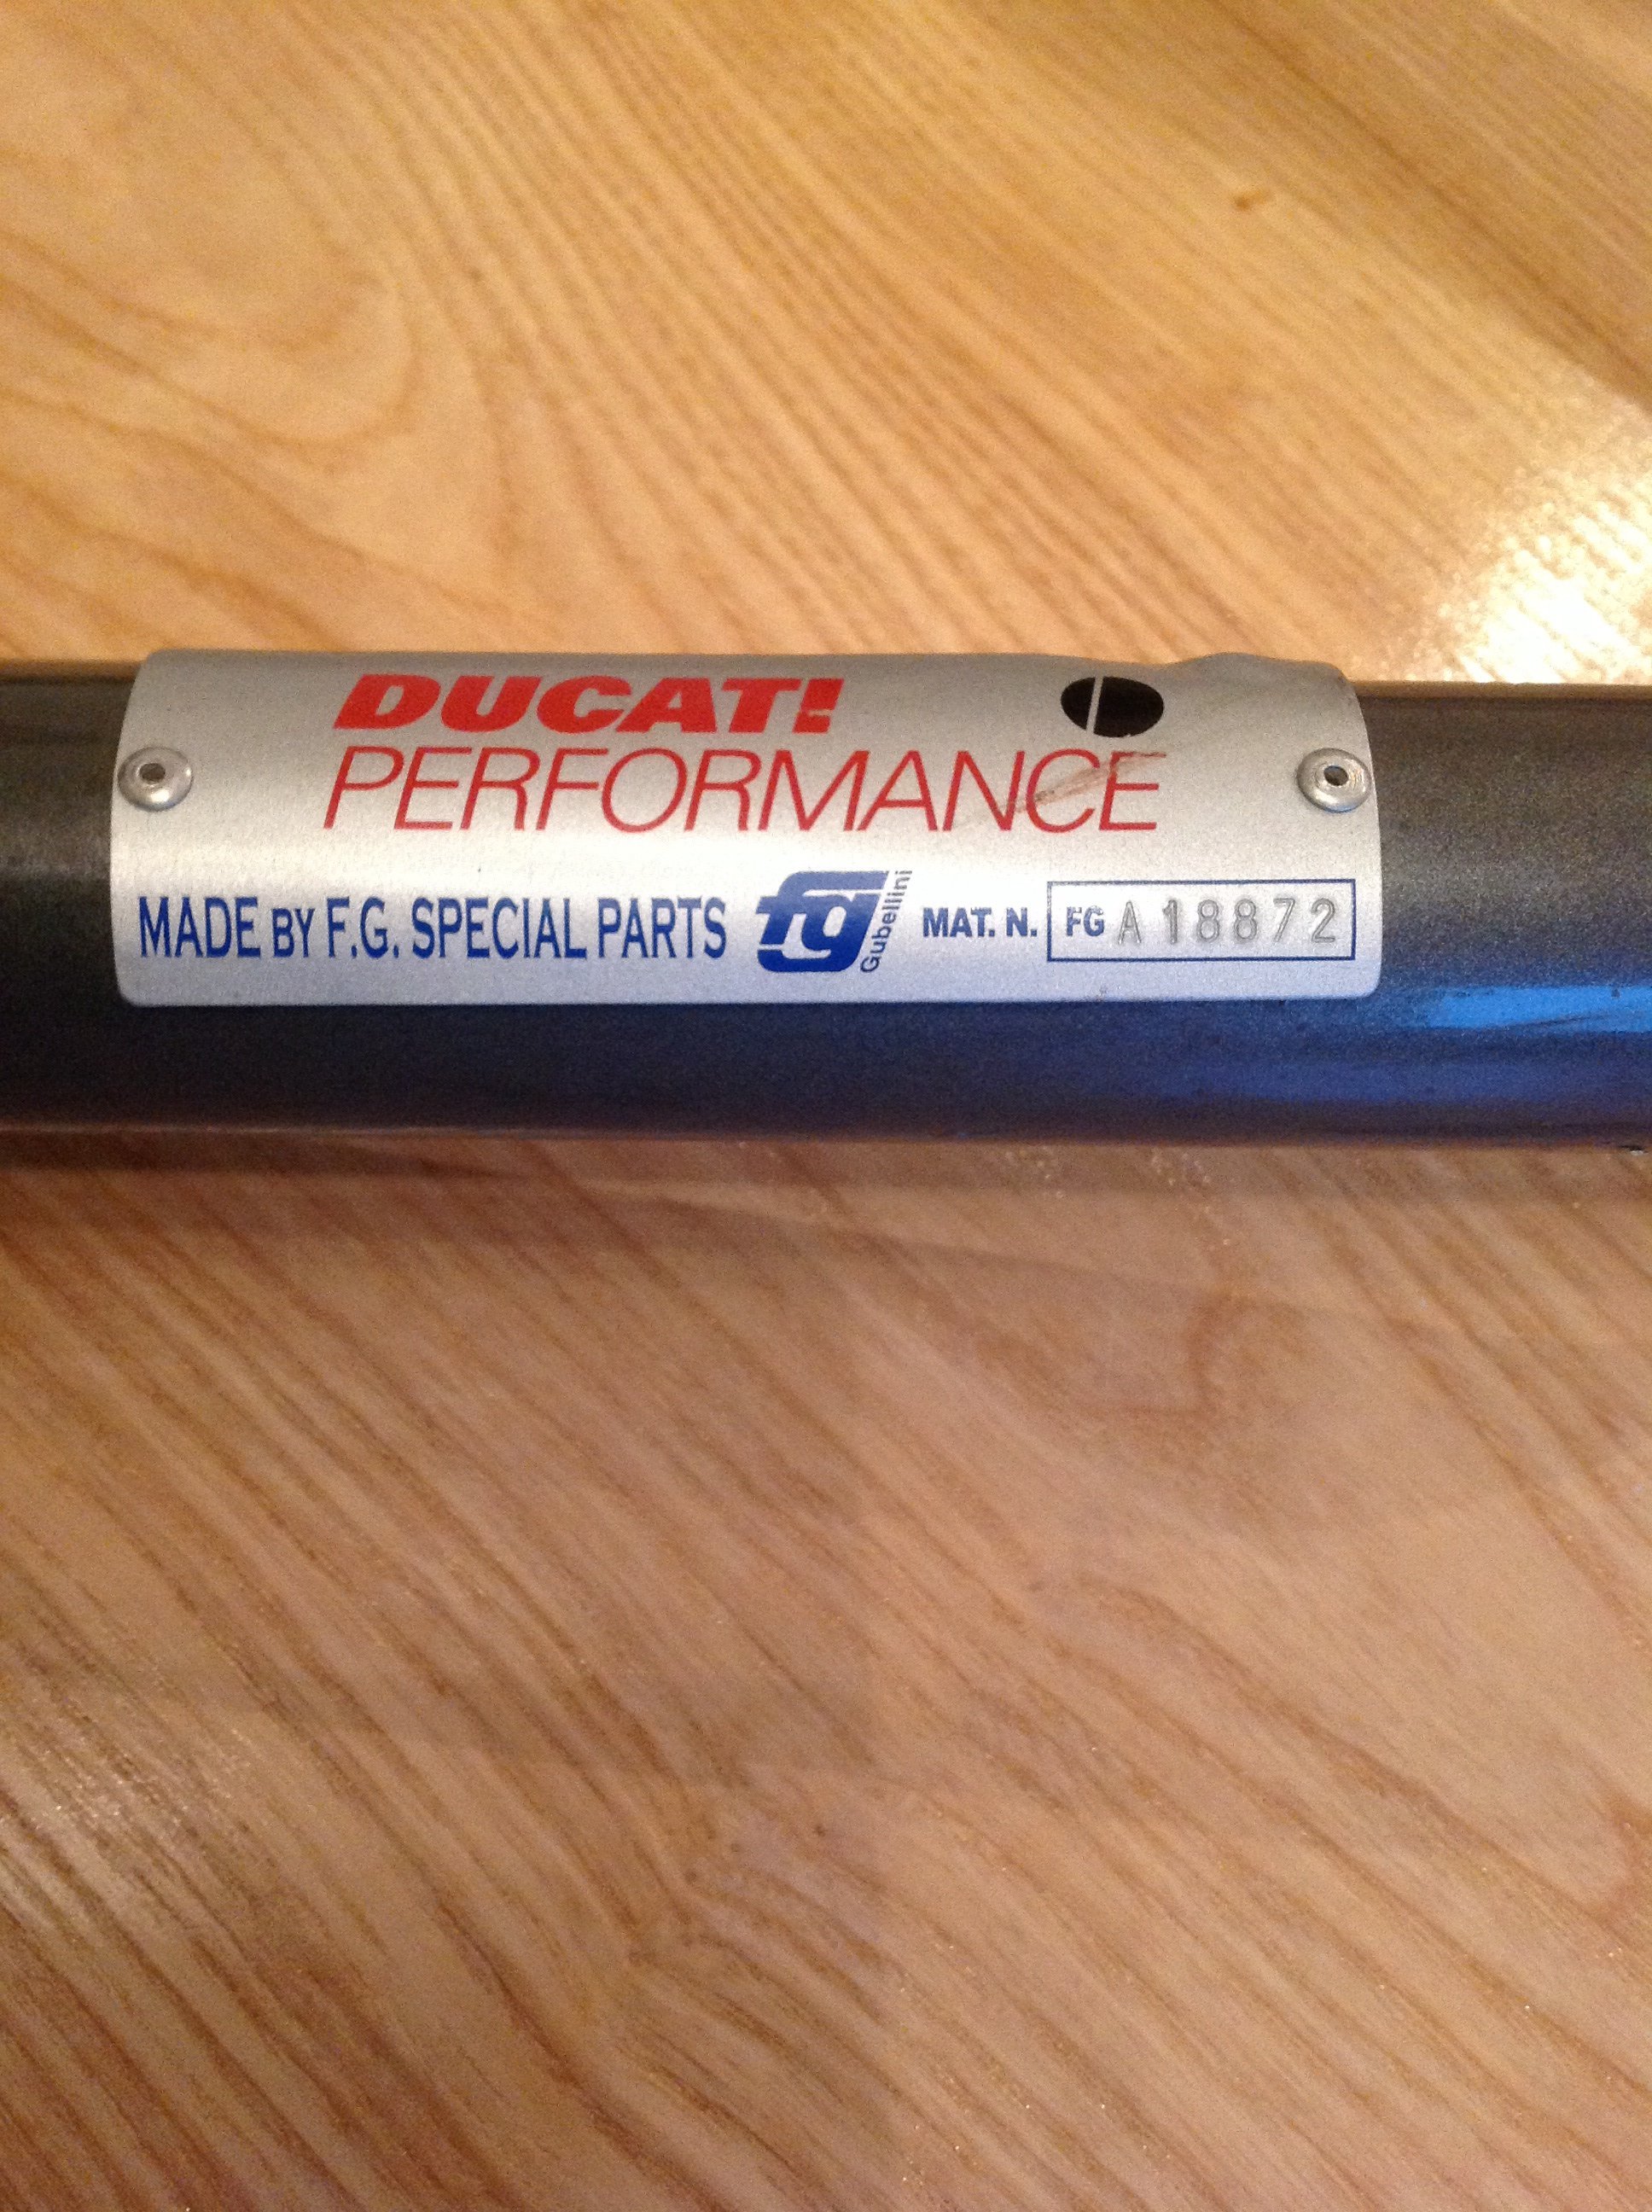 DUCATI
PERFORMANCE
MADE BY F.G. SPECIAL PARTS fg Gubellini MAT. N. FG A 18872